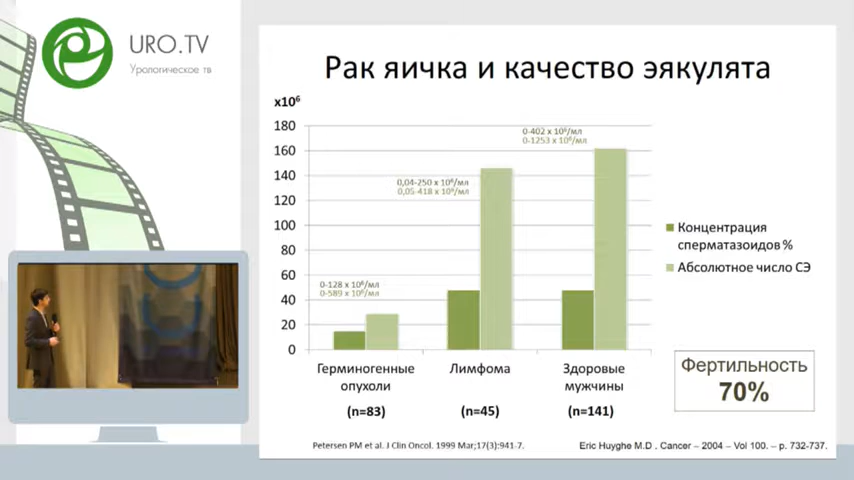 URO.TV
Урологическое тв
Рак яичка и качество эякулята
x10⁶
180
160
140
120
100
80
60
40
20
0
0-128 x 10⁶/мл
0-589 x 10⁶/мл
0,04-250 x 10⁶/мл
0,05-418 x 10⁶/мл
0-402 x 10⁶/мл
0-1253 x 10⁶/мл
Герминогенные
опухоли
(n=83)
Лимфома
(n=45)
Здоровые
мужчины
(n=141)
Концентрация
сперматазоидов %
Абсолютное число СЭ
Фертильность
70%
Petersen PM et al. J Clin Oncol. 1999 Mar;17(3):941-7.
Eric Huyghe M.D . Cancer – 2004 – Vol 100. – p. 732-737.